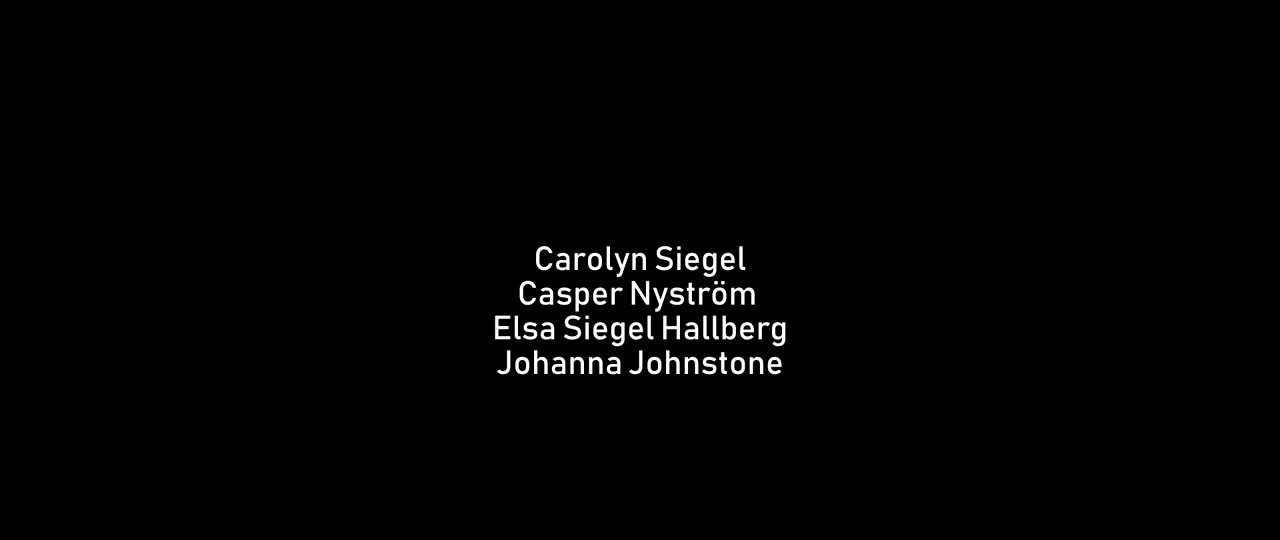 Carolyn Siegel
Casper Nyström
Elsa Siegel Hallberg
Johanna Johnstone